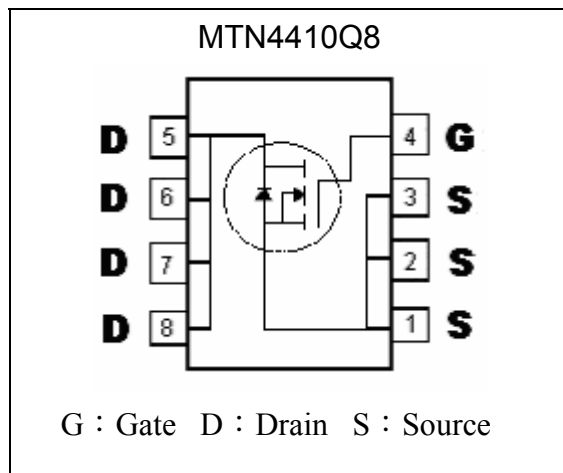 MTN4410Q8
D 5 4 G
D 6 3 S
D 7 2 S
D 8 1 S
G：Gate D：Drain S：Source